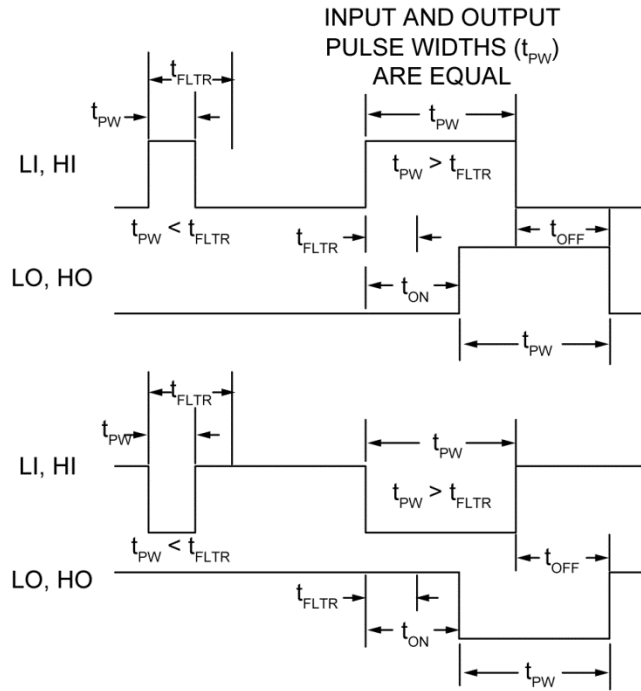 INPUT AND OUTPUT
PULSE WIDTHS (tPW)
ARE EQUAL
tFLTR
tPW
tPW
LI, HI
tPW > tFLTR
tPW < tFLTR
tFLTR
tOFF
LO, HO
tON
tPW
tFLTR
tPW
tPW
LI, HI
tPW > tFLTR
tPW < tFLTR
tOFF
LO, HO
tFLTR
tON
tPW